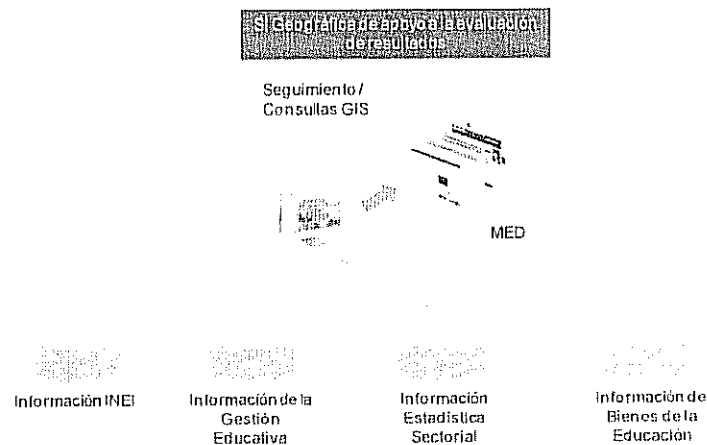 SI Geográfica de apoyo a la evaluación
de resultados
Seguimiento /
Consultas GIS
MED
Información INEI
Información de la
Gestión
Educativa
Información
Estadística
Sectorial
Información de
Bienes de la
Educación